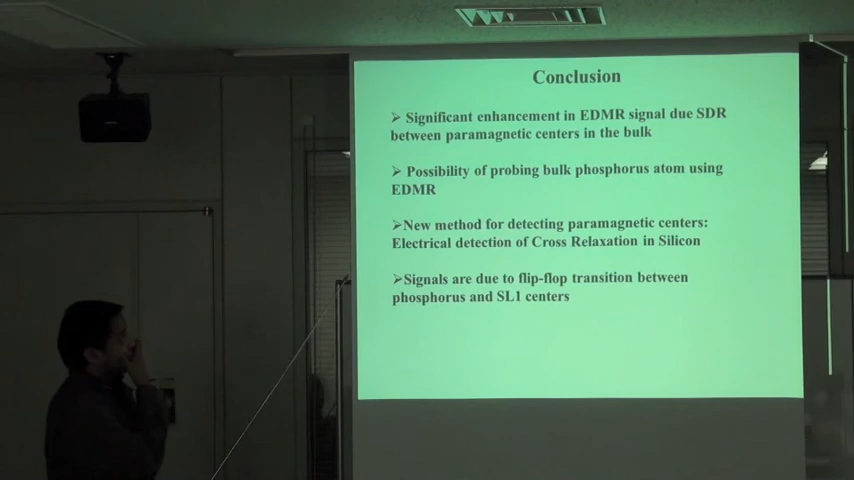 Conclusion
➢ Significant enhancement in EDMR signal due SDR
between paramagnetic centers in the bulk
➢ Possibility of probing bulk phosphorus atom using
EDMR
➢New method for detecting paramagnetic centers:
Electrical detection of Cross Relaxation in Silicon
➢Signals are due to flip-flop transition between
phosphorus and SL1 centers